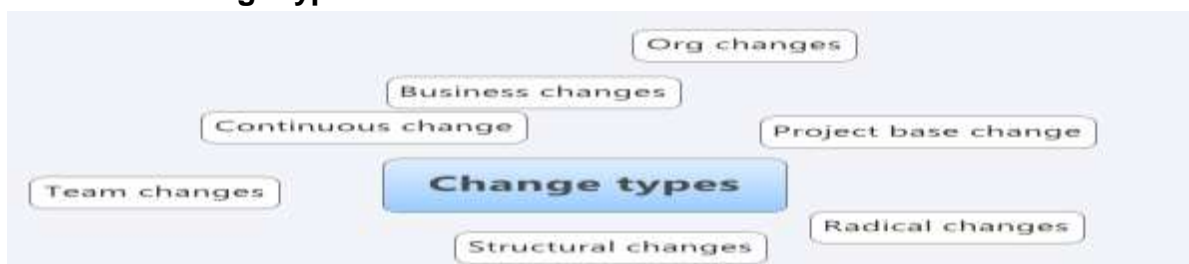 Org changes
Business changes
Continuous change
Project base change
Change types
Team changes
Radical changes
Structural changes